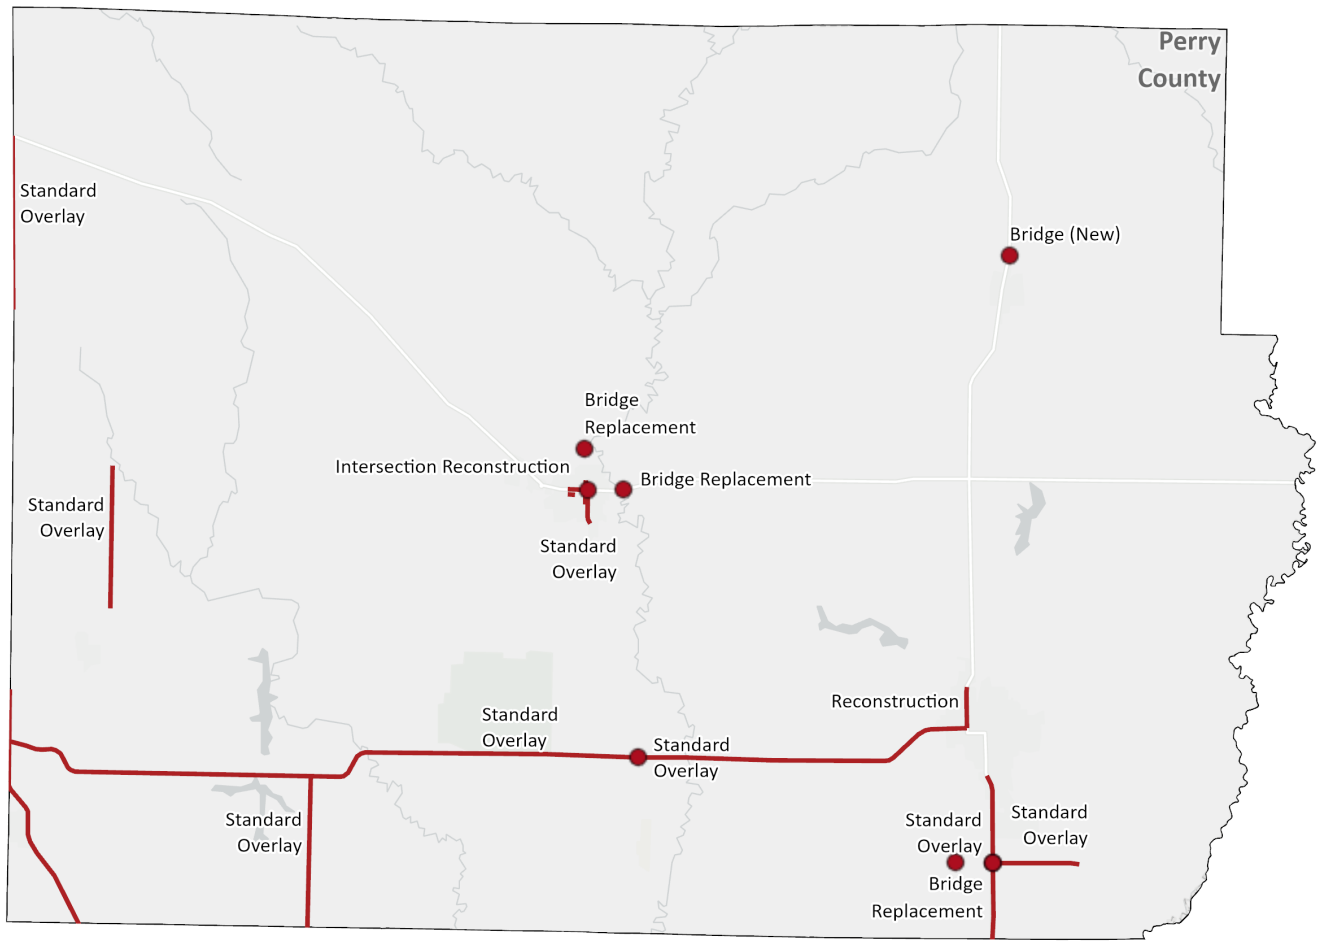 Perry
County
Standard
Overlay
Bridge (New)
Bridge
Replacement
Intersection Reconstruction
Bridge Replacement
Standard
Overlay
Standard
Overlay
Reconstruction
Standard
Overlay
Standard
Overlay
Standard
Overlay
Standard
Overlay
Standard
Overlay
Bridge
Replacement